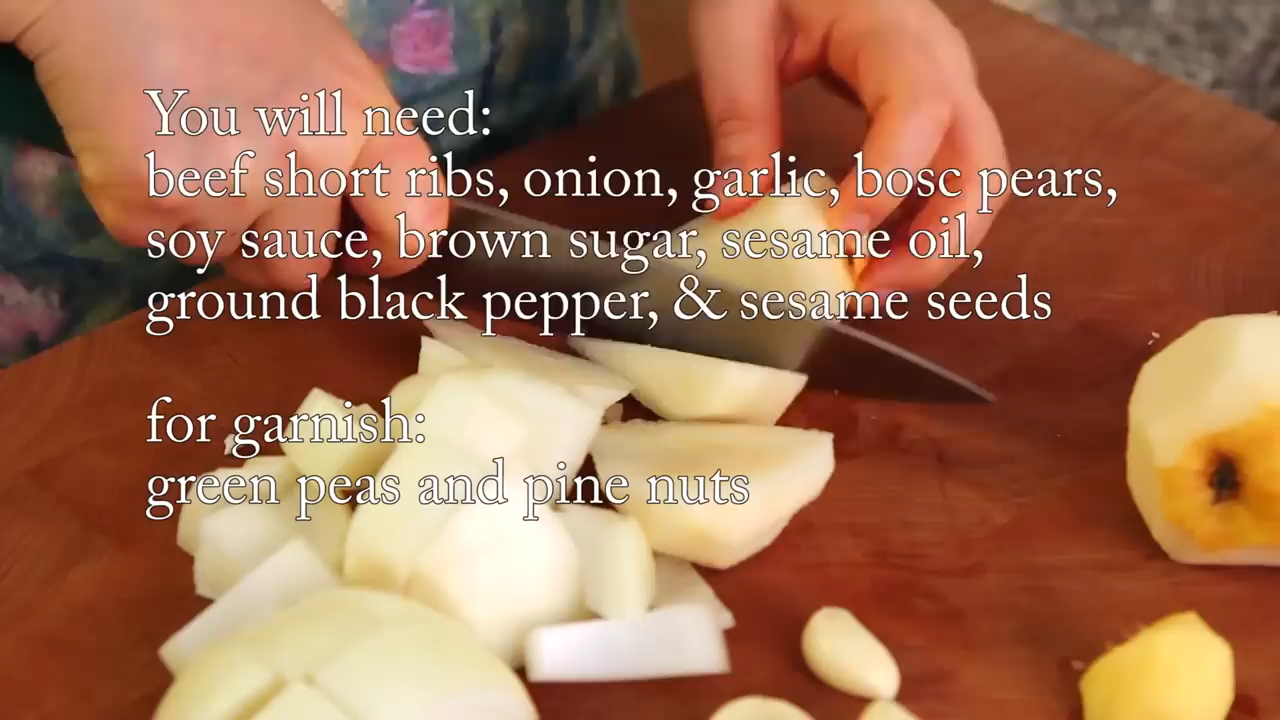 You will need:
beef short ribs, onion, garlic, bosc pears,
soy sauce, brown sugar, sesame oil,
ground black pepper, & sesame seeds
for garnish:
green peas and pine nuts